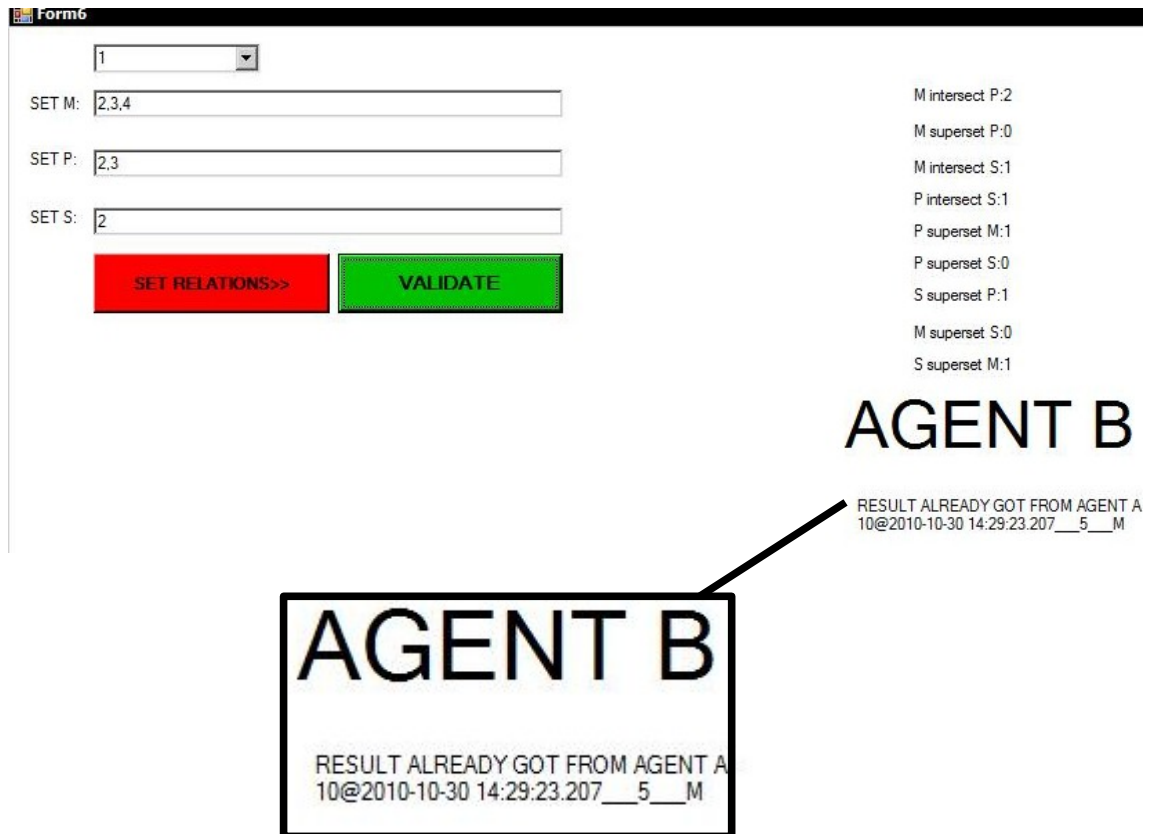 Form6
1
SET M: 2,3,4
SET P: 2,3
SET S: 2
SET RELATIONS>> VALIDATE
M intersect P:2
M superset P:0
M intersect S:1
P intersect S:1
P superset M:1
P superset S:0
S superset P:1
M superset S:0
S superset M:1
AGENT B
RESULT ALREADY GOT FROM AGENT A
10@2010-10-30 14:29:23.207___5___M
AGENT B
RESULT ALREADY GOT FROM AGENT A
10@2010-10-30 14:29:23.207___5___M